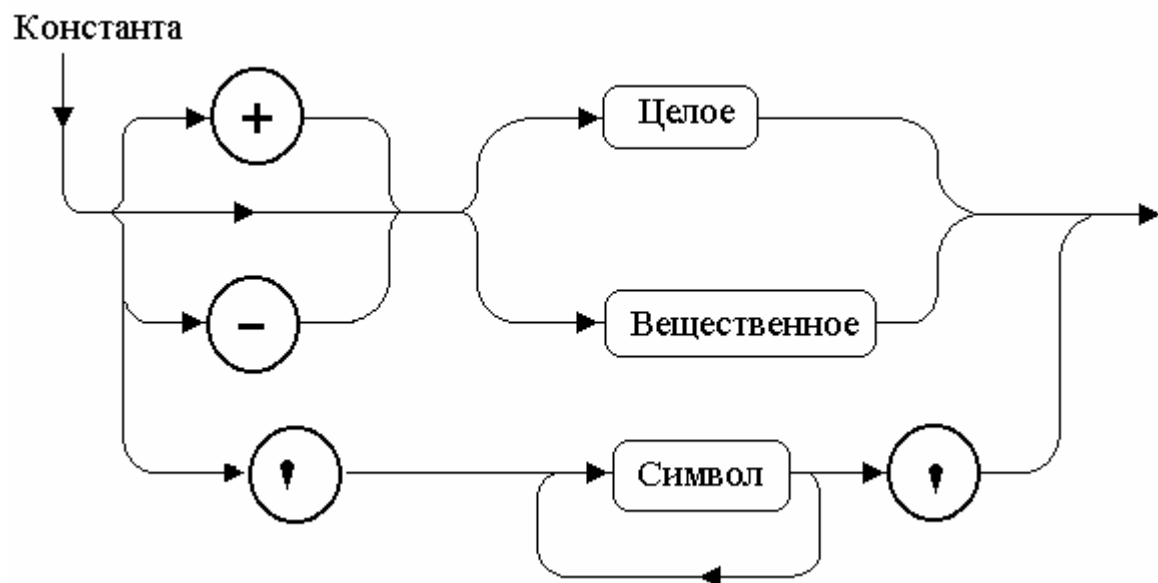 Константа
+
Целое
-
Вещественное
'
Символ
'